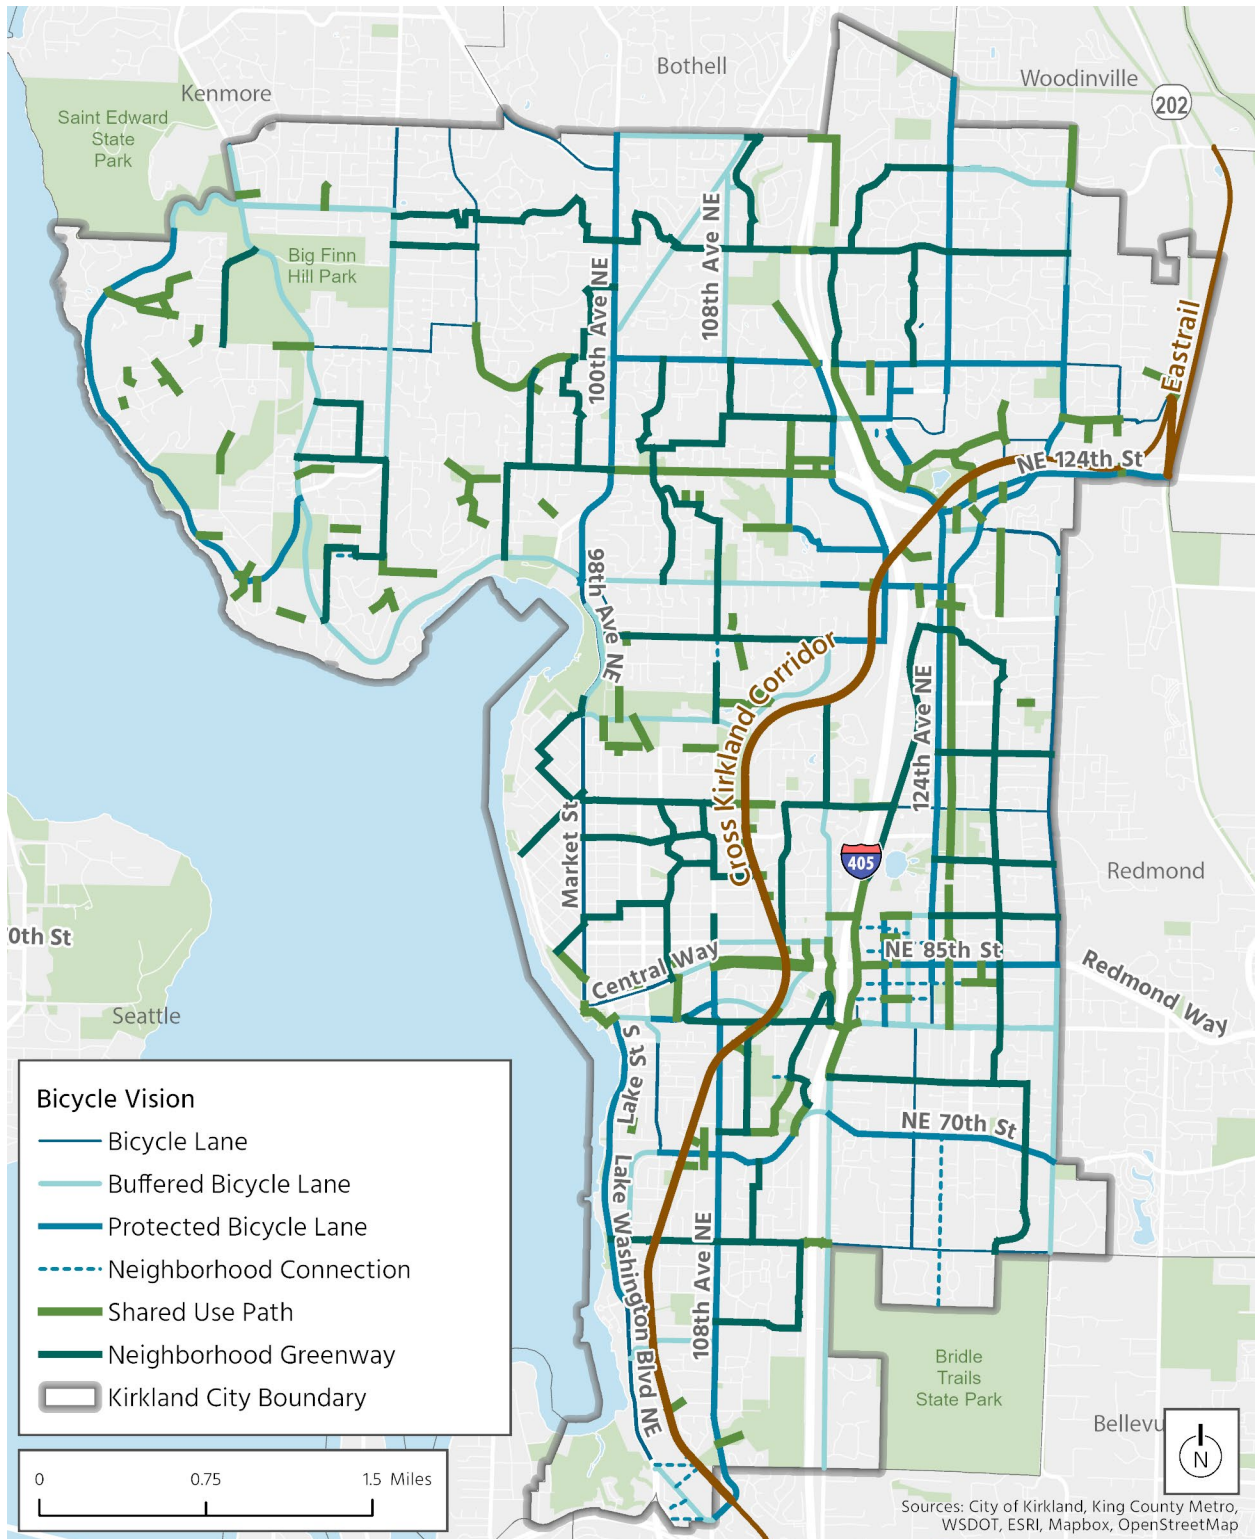 Bothell
Woodinville
Kenmore
202
Saint Edward
State
Park
Big Finn
Hill Park
108th Ave NE
100th Ave NE
Eastrail
NE 124th St
98th Ave NE
Cross Kirkland Corridor
124th Ave NE
Market St
405
Redmond
0th St
NE 85th St
Central Way
Redmond Way
Seattle
Lake St S
NE 70th St
Lake Washington Blvd NE
108th Ave NE
Bridle
Trails
State Park
Bellevu
N
Bicycle Vision
Bicycle Lane
Buffered Bicycle Lane
Protected Bicycle Lane
Neighborhood Connection
Shared Use Path
Neighborhood Greenway
Kirkland City Boundary
0 0.75 1.5 Miles
Sources: City of Kirkland, King County Metro,
WSDOT, ESRI, Mapbox, OpenStreetMap